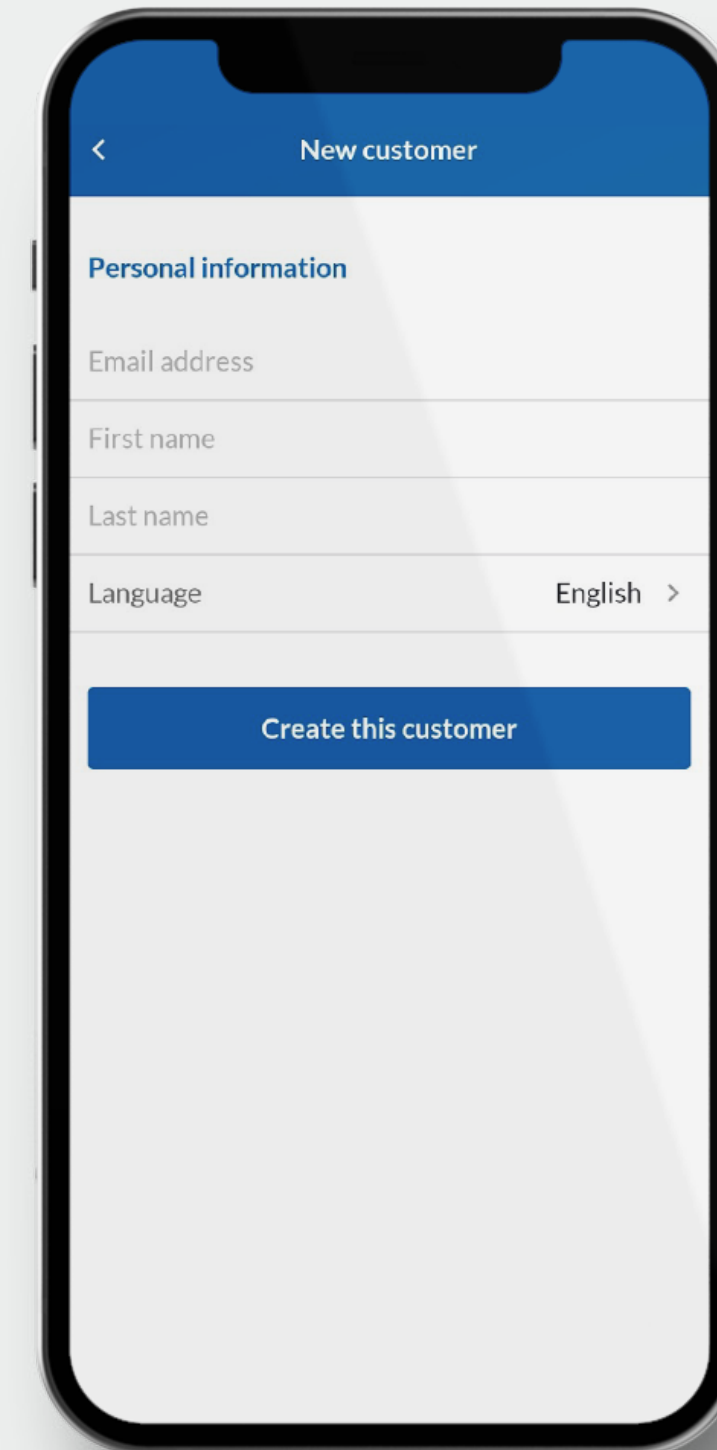 New customer
Personal information
Email address
First name
Last name
Language English
Create this customer